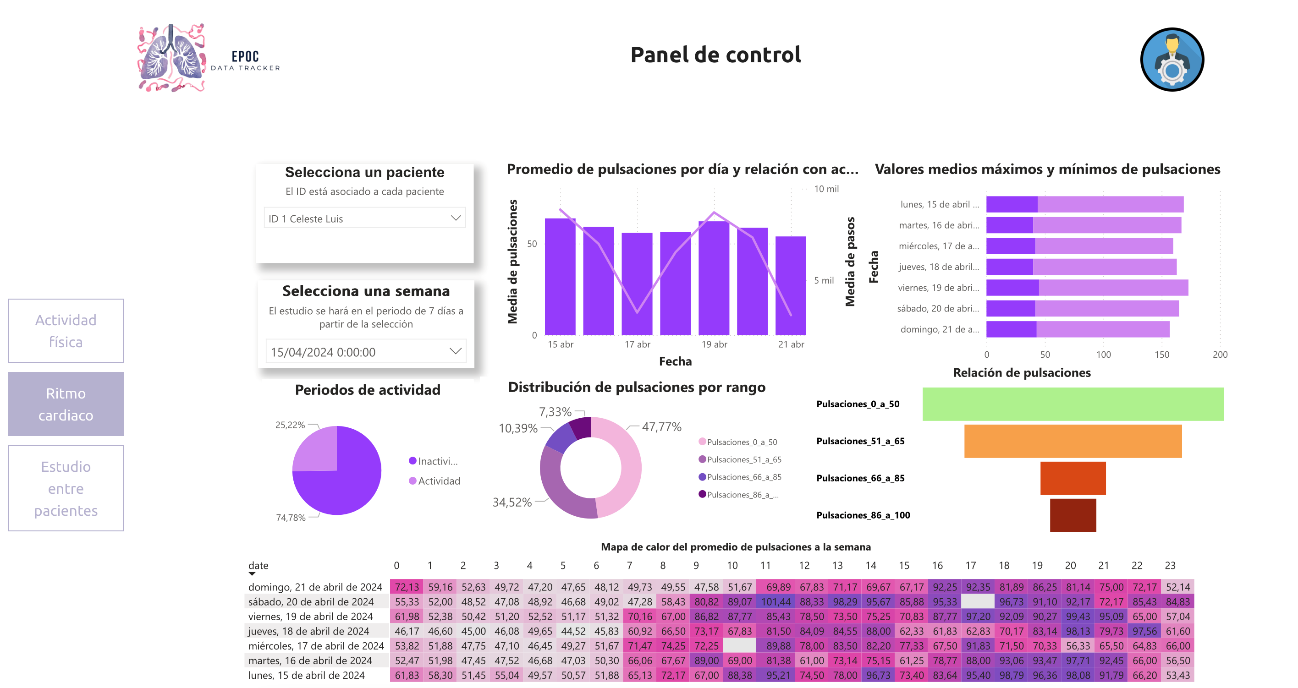 EPOC
DATA TRACKER
Panel de control
Actividad
física
Ritmo
cardiaco
Estudio
entre
pacientes
Selecciona un paciente
El ID está asociado a cada paciente
ID 1 Celeste Luis
Selecciona una semana
El estudio se hará en el periodo de 7 días a
partir de la selección
15/04/2024 0:00:00
Promedio de pulsaciones por día y relación con ac...
Media de pulsaciones
50
0
10 mil
5 mil
Media de pasos
15 abr 17 abr 19 abr 21 abr
Fecha
Valores medios máximos y mínimos de pulsaciones
Fecha
lunes, 15 de abril ...
martes, 16 de abri...
miércoles, 17 de a...
jueves, 18 de abril...
viernes, 19 de abri...
sábado, 20 de abri...
domingo, 21 de a...
0 50 100 150 200
Periodos de actividad
25,22%
74,78%
Inactivi...
Actividad
Distribución de pulsaciones por rango
7,33%
10,39%
47,77%
34,52%
Pulsaciones_0_a_50
Pulsaciones_51_a_65
Pulsaciones_66_a_85
Pulsaciones_86_a_...
Relación de pulsaciones
Pulsaciones_0_a_50
Pulsaciones_51_a_65
Pulsaciones_66_a_85
Pulsaciones_86_a_100
Mapa de calor del promedio de pulsaciones a la semana
date 0 1 2 3 4 5 6 7 8 9 10 11 12 13 14 15 16 17 18 19 20 21 22 23
domingo, 21 de abril de 2024 72,13 59,16 52,63 49,72 47,20 47,65 48,12 49,73 49,55 47,58 51,67 69,89 67,83 71,17 69,67 67,17 92,25 92,35 81,89 86,25 81,14 75,00 72,17 52,14
sábado, 20 de abril de 2024 55,33 52,00 48,52 47,08 48,92 46,68 49,02 47,28 58,43 80,82 89,07 101,44 88,33 98,29 95,67 85,88 95,33 96,73 91,10 92,17 72,17 85,43 84,83
viernes, 19 de abril de 2024 61,98 52,38 50,42 51,20 52,52 51,17 51,32 70,16 67,00 86,82 87,77 85,43 78,50 73,50 75,25 70,83 87,77 97,20 95,09 90,27 99,43 95,09 65,00 57,04
jueves, 18 de abril de 2024 46,17 46,60 45,00 46,08 49,65 44,52 45,83 60,92 66,50 73,17 67,83 81,50 84,09 84,55 88,00 62,33 61,83 62,83 70,17 83,14 98,13 79,73 97,56 61,60
miércoles, 17 de abril de 2024 53,82 51,88 47,75 47,10 46,45 49,27 51,67 71,47 74,25 72,25 89,88 78,00 83,50 82,20 77,33 67,50 91,83 71,50 70,33 56,33 65,50 64,83 66,00
martes, 16 de abril de 2024 52,47 51,98 47,45 47,52 46,68 47,03 50,30 66,06 67,67 89,00 69,00 81,38 61,00 73,14 75,15 61,25 78,77 88,00 93,06 93,47 97,71 92,45 66,00 56,50
lunes, 15 de abril de 2024 61,83 58,30 51,45 55,04 49,57 50,57 51,88 65,13 72,17 67,00 88,38 95,21 74,50 78,00 96,73 73,40 83,64 95,40 98,79 96,36 98,08 91,79 66,20 53,43